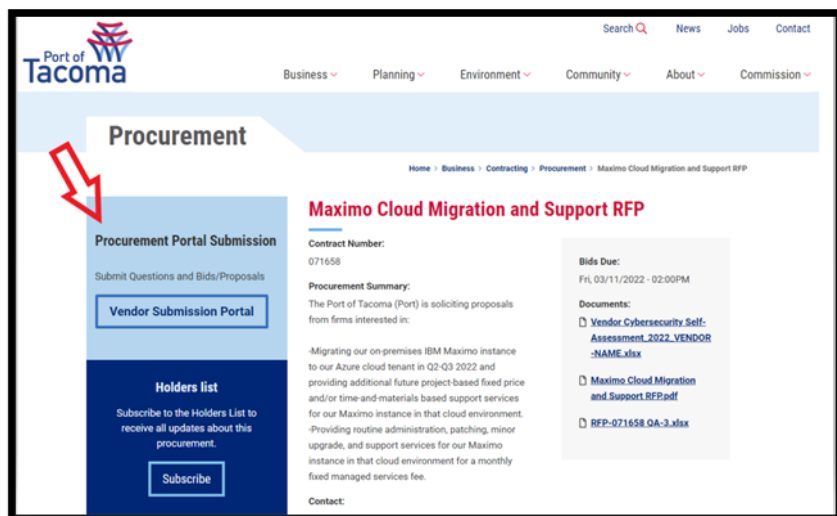 Port of
Tacoma
Search
News
Jobs
Contact
Business
Planning
Environment
Community
About
Commission
Procurement
Home > Business > Contracting > Procurement > Maximo Cloud Migration and Support RFP
Procurement Portal Submission
Submit Questions and Bids/Proposals
Vendor Submission Portal
Holders list
Subscribe to the Holders List to
receive all updates about this
procurement.
Subscribe
Maximo Cloud Migration and Support RFP
Contract Number:
071658
Procurement Summary:
The Port of Tacoma (Port) is soliciting proposals
from firms interested in:
-Migrating our on-premises IBM Maximo instance
to our Azure cloud tenant in Q2-Q3 2022 and
providing additional future project-based fixed price
and/or time-and-materials based support services
for our Maximo instance in that cloud environment.
-Providing routine administration, patching, minor
upgrade, and support services for our Maximo
instance in that cloud environment for a monthly
fixed managed services fee.
Contact:
Bids Due:
Fri, 03/11/2022 - 02:00PM
Documents:
Vendor Cybersecurity Self-
Assessment_2022_VENDOR
-NAME.xlsx
Maximo Cloud Migration
and Support RFP.pdf
RFP-071658 QA-3.xlsx